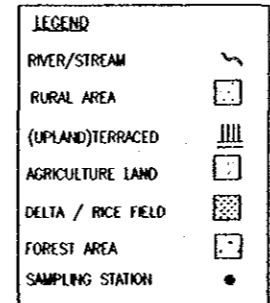 LEGEND
RIVER/STREAM
RURAL AREA
(UPLAND)TERRACED
AGRICULTURE LAND
DELTA / RICE FIELD
FOREST AREA
SAMPLING STATION